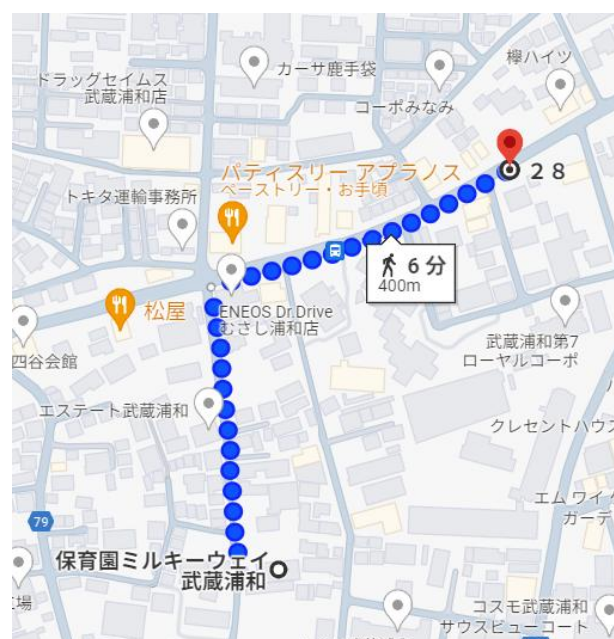 カーサ鹿手袋
欅ハイツ
ドラッグセイムス
武蔵浦和店
コーポみなみ
パティスリー アプラノス
ペーストリー・お手頃
28
トキタ運輸事務所
6 分
400m
松屋
ENEOS Dr.Drive
むさし浦和店
四谷会館
武蔵浦和第7
ローヤルコーポ
エステート武蔵浦和
クレセントハウス
エム ワイ
ガーデ
79
保育園ミルキーウェイ
武蔵浦和
広場
コスモ武蔵浦和
サウスビューコート